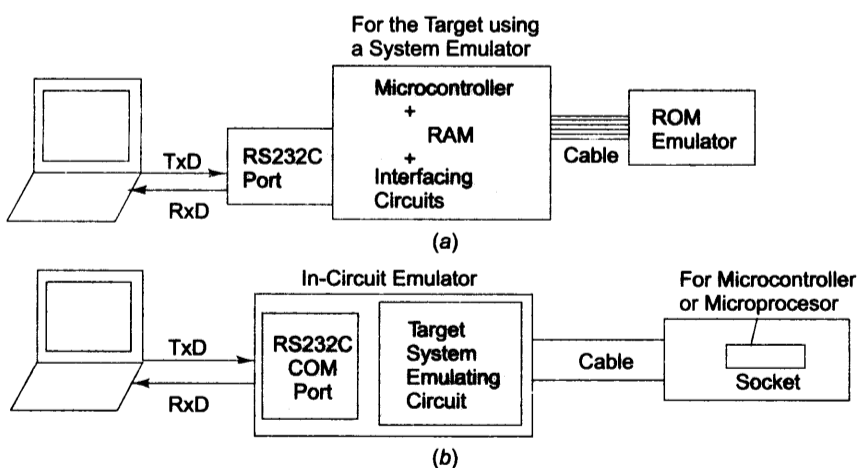 For the Target using
a System Emulator
Microcontroller
+
RAM
+
Interfacing
Circuits
TxD
RxD
RS232C
Port
Cable
ROM
Emulator
(a)
In-Circuit Emulator
For Microcontroller
or Microprocesor
TxD
RxD
RS232C
COM
Port
Target
System
Emulating
Circuit
Cable
Socket
(b)